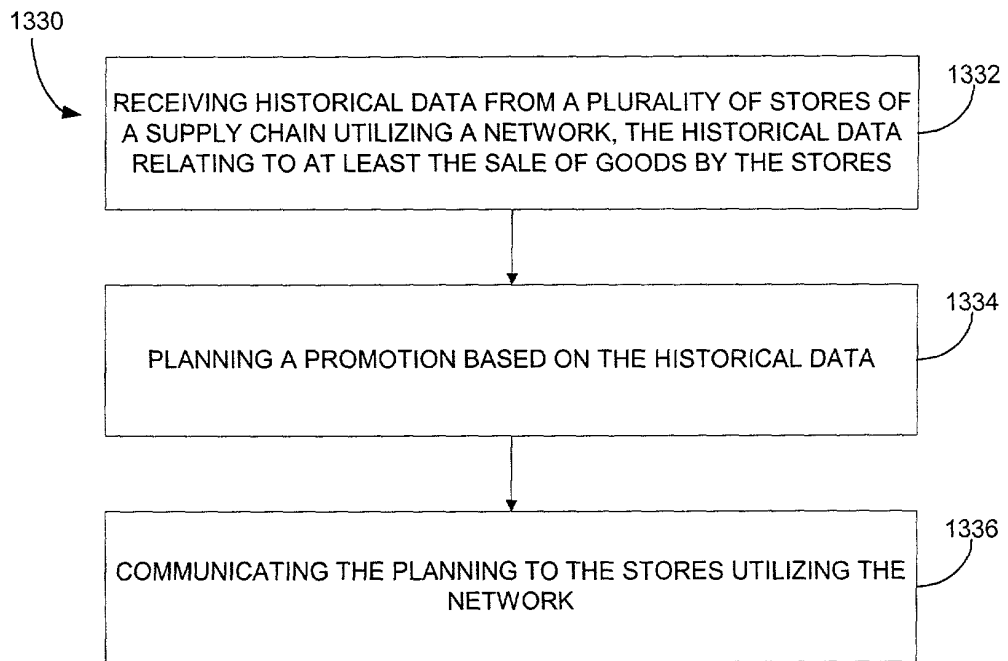 1330
1332
RECEIVING HISTORICAL DATA FROM A PLURALITY OF STORES OF
A SUPPLY CHAIN UTILIZING A NETWORK, THE HISTORICAL DATA
RELATING TO AT LEAST THE SALE OF GOODS BY THE STORES
1334
PLANNING A PROMOTION BASED ON THE HISTORICAL DATA
1336
COMMUNICATING THE PLANNING TO THE STORES UTILIZING THE
NETWORK